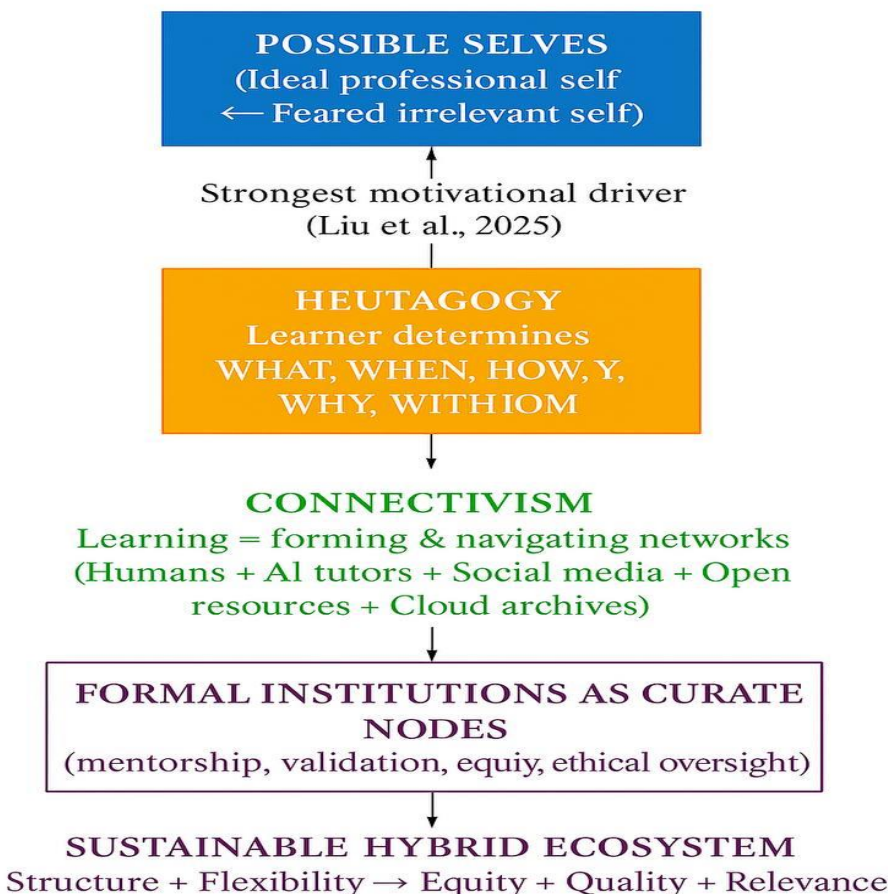 POSSIBLE SELVES
(Ideal professional self
← Feared irrelevant self)
Strongest motivational driver
(Liu et al., 2025)
HEUTAGOGY
Learner determines
WHAT, WHEN, HOW, Y,
WHY, WITHIOM
CONNECTIVISM
Learning = forming & navigating networks
(Humans + AI tutors + Social media + Open
resources + Cloud archives)
FORMAL INSTITUTIONS AS CURATE
NODES
(mentorship, validation, equiy, ethical oversight)
SUSTAINABLE HYBRID ECOSYSTEM
Structure + Flexibility → Equity + Quality + Relevance